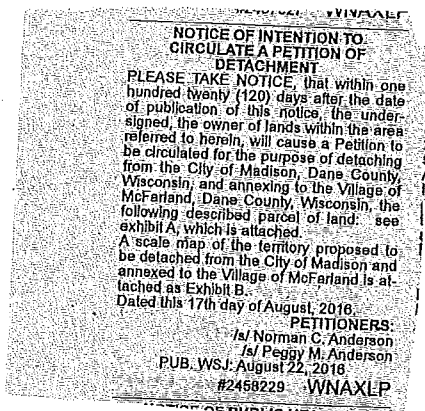 WNAXLP
NOTICE OF INTENTION TO
CIRCULATE A PETITION OF
DETACHMENT
PLEASE TAKE NOTICE, that within one
hundred twenty (120) days after the date
of publication of this notice, the under-
signed, the owner of lands within the area
referred to herein, will cause a Petition to
be circulated for the purpose of detaching
from the City of Madison, Dane County,
Wisconsin, and annexing to the Village of
McFarland, Dane County, Wisconsin, the
following described parcel of land: see
exhibit A, which is attached.
A scale map of the territory proposed to
be detached from the City of Madison and
annexed to the Village of McFarland is at-
tached as Exhibit B.
Dated this 17th day of August, 2016.
PETITIONERS:
/s/ Norman C. Anderson
/s/ Peggy M. Anderson
PUB. WSJ: August 22, 2016
#2458229 WNAXLP